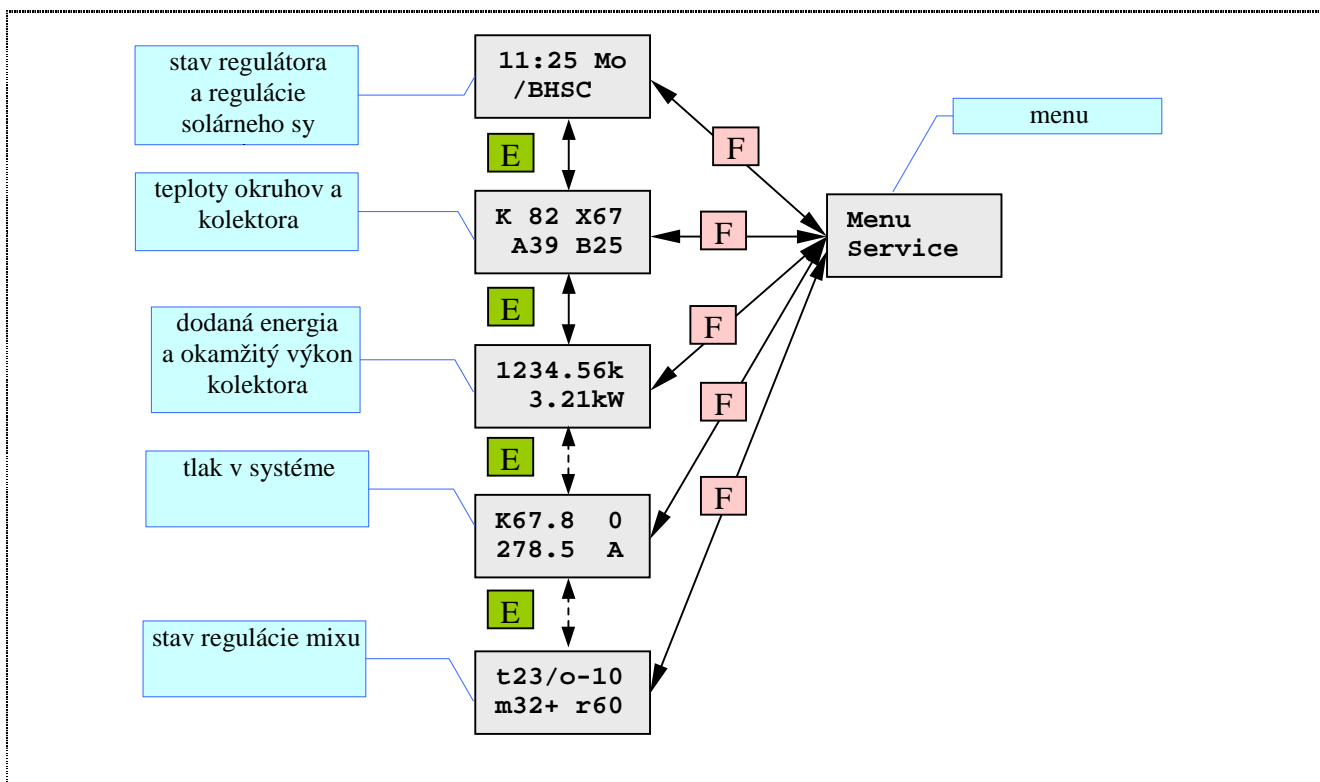 stav regulátora
a regulácie
solárneho sy
11:25 Mo
/BHSC
menu
E
F
teploty okruhov a
kolektora
K 82 X67
A39 B25
F
Menu
Service
E
F
dodaná energia
a okamžitý výkon
kolektora
1234.56k
3.21kW
F
E
tlak v systéme
K67.8 0
278.5 A
F
E
stav regulácie mixu
t23/o-10
m32+ r60